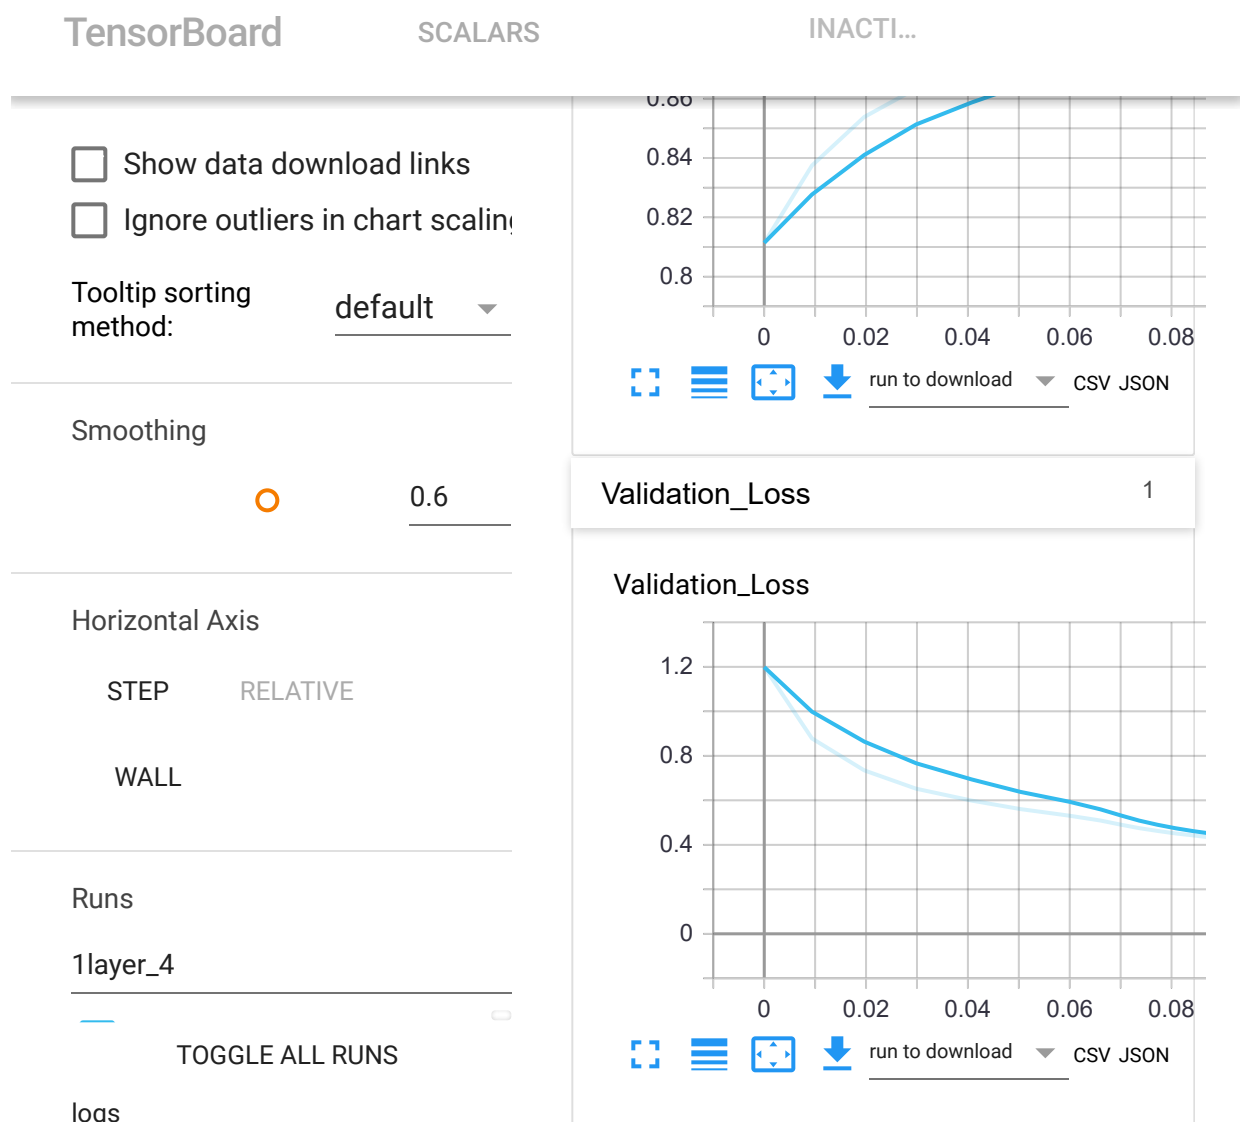 TensorBoard
SCALARS
INACTI...
Show data download links
Ignore outliers in chart scaling
Tooltip sorting
method:
default
Smoothing
0.6
Horizontal Axis
STEP
RELATIVE
WALL
Runs
1layer_4
TOGGLE ALL RUNS
logs
0.86
0.84
0.82
0.8
0 0.02 0.04 0.06 0.08
run to download
CSV JSON
Validation_Loss
1
Validation_Loss
1.2
0.8
0.4
0
0 0.02 0.04 0.06 0.08
run to download
CSV JSON